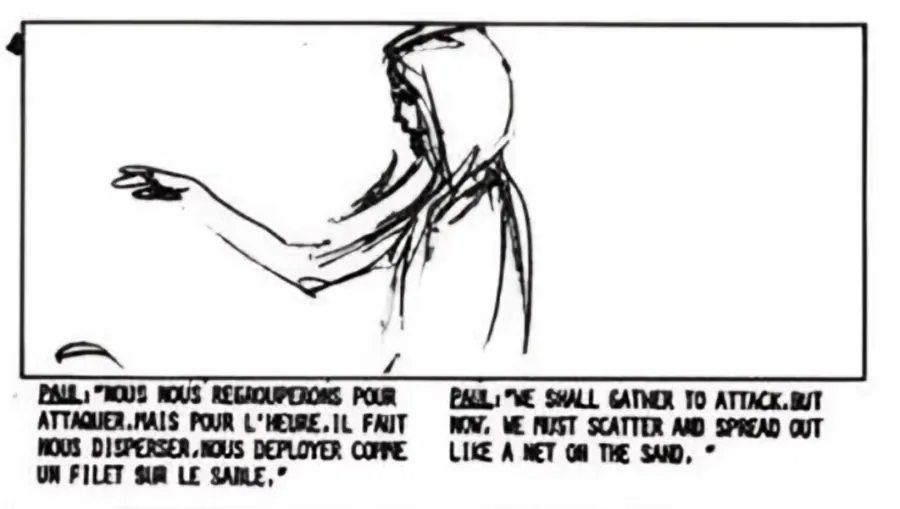 PAUL: "NOUS NOUS REGROUPERONS POUR
ATTAQUER. MAIS POUR L'HEURE. IL FAUT
NOUS DISPERSER. NOUS DEPLOYER COMME
UN FILET SUR LE SABLE."
PAUL: "WE SHALL GATHER TO ATTACK. BUT
NOW, WE MUST SCATTER AND SPREAD OUT
LIKE A NET ON THE SAND. "